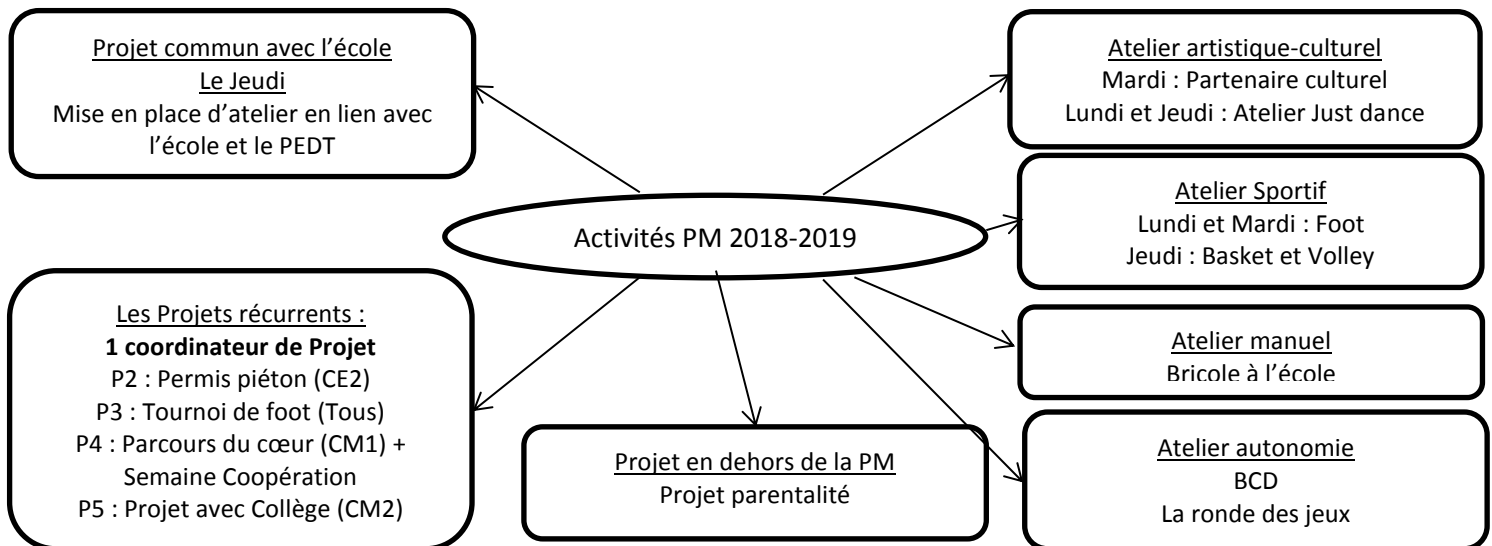 Projet commun avec l’école
Le Jeudi
Mise en place d’atelier en lien avec
l’école et le PEDT
Atelier artistique-culturel
Mardi : Partenaire culturel
Lundi et Jeudi : Atelier Just dance
Atelier Sportif
Lundi et Mardi : Foot
Jeudi : Basket et Volley
Activités PM 2018-2019
Les Projets récurrents :
1 coordinateur de Projet
P2 : Permis piéton (CE2)
P3 : Tournoi de foot (Tous)
P4 : Parcours du cœur (CM1) +
Semaine Coopération
P5 : Projet avec Collège (CM2)
Atelier manuel
Bricole à l’école
Projet en dehors de la PM
Projet parentalité
Atelier autonomie
BCD
La ronde des jeux